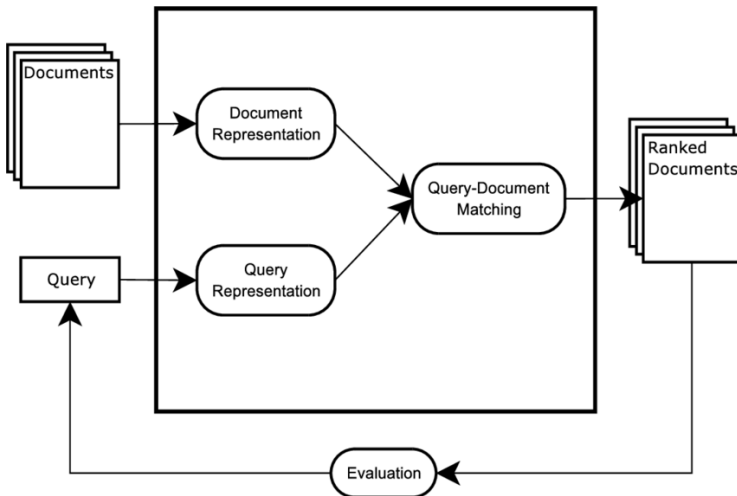 Documents
Document
Representation
Query-Document
Matching
Ranked
Documents
Query
Query
Representation
Evaluation